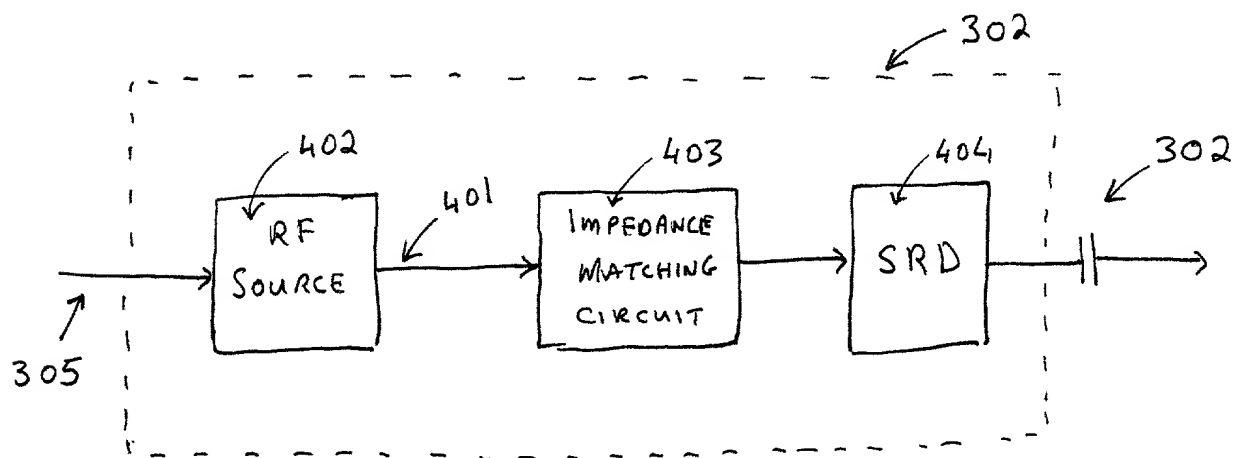 302
402
401
403
404
302
RF
SOURCE
IMPEDANCE
MATCHING
CIRCUIT
SRD
305